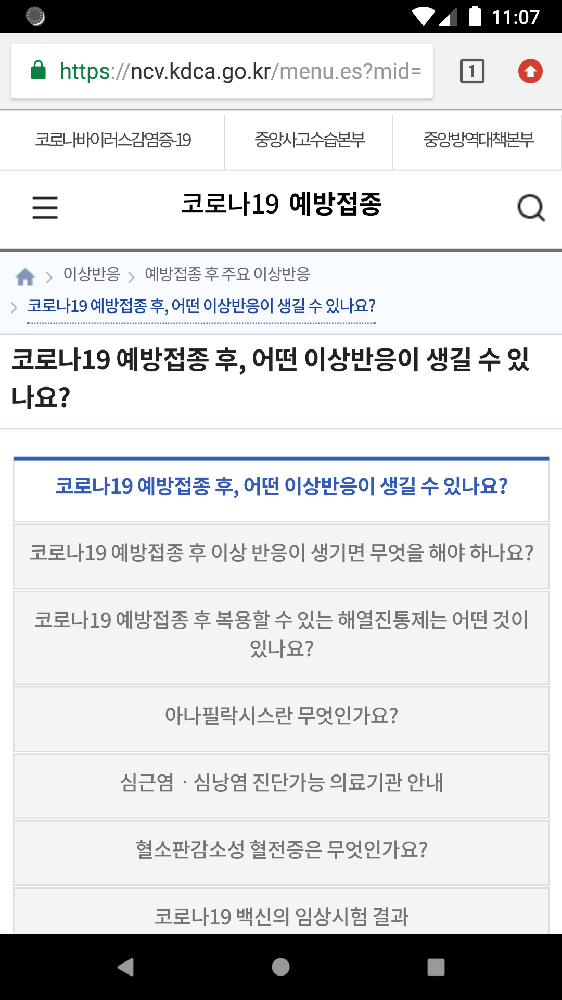 11:07
https://ncv.kdca.go.kr/menu.es?mid=
1
코로나바이러스감염증-19
중앙사고수습본부
중앙방역대책본부
코로나19 예방접종
이상반응
예방접종 후 주요 이상반응
코로나19 예방접종 후, 어떤 이상반응이 생길 수 있나요?
코로나19 예방접종 후, 어떤 이상반응이 생길 수 있
나요?
코로나19 예방접종 후, 어떤 이상반응이 생길 수 있나요?
코로나19 예방접종 후 이상 반응이 생기면 무엇을 해야 하나요?
코로나19 예방접종 후 복용할 수 있는 해열진통제는 어떤 것이
있나요?
아나필락시스란 무엇인가요?
심근염 · 심낭염 진단가능 의료기관 안내
혈소판감소성 혈전증은 무엇인가요?
코로나19 백신의 임상시험 결과